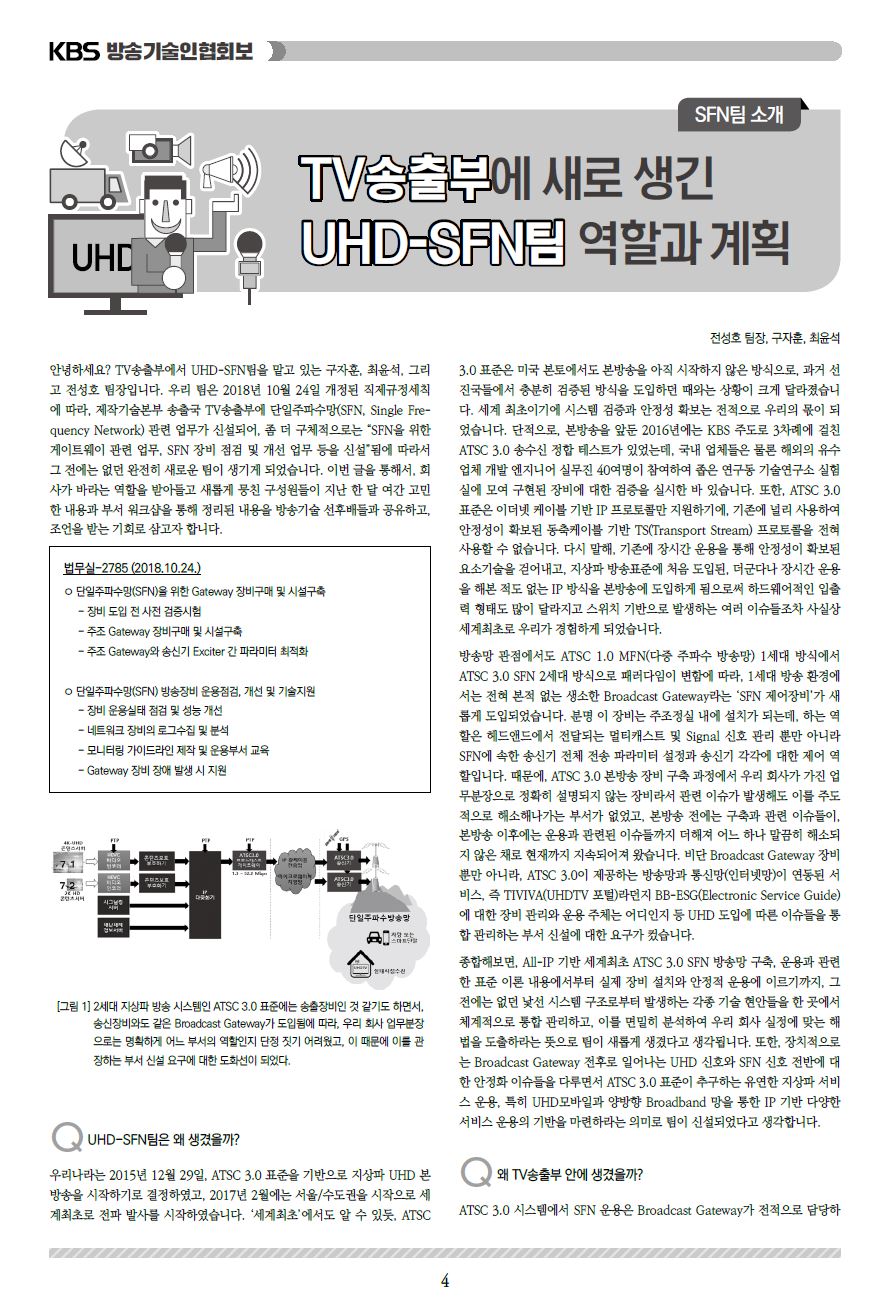 KBS 방송기술인협회보
SFN팀 소개
TV송출부에 새로 생긴
UHD-SFN팀 역할과 계획
UHD
전성호 팀장, 구자훈, 최윤석
안녕하세요? TV송출부에서 UHD-SFN팀을 맡고 있는 구자훈, 최윤석, 그리
고 전성호 팀장입니다. 우리 팀은 2018년 10월 24일 개정된 직제규정세칙
에 따라, 제작기술본부 송출국 TV송출부에 단일주파수망(SFN, Single Fre-
quency Network) 관련 업무가 신설되어, 좀 더 구체적으로는 “SFN을 위한
게이트웨이 관련 업무, SFN 장비 점검 및 개선 업무 등을 신설”됨에 따라서
그 전에는 없던 완전히 새로운 팀이 생기게 되었습니다. 이번 글을 통해서, 회
사가 바라는 역할을 받아들고 새롭게 뭉친 구성원들이 지난 한 달 여간 고민
한 내용과 부서 워크샵을 통해 정리된 내용을 방송기술 선후배들과 공유하고,
조언을 받는 기회로 삼고자 합니다.
법무실-2785 (2018.10.24.)
ㅇ 단일주파수망(SFN)을 위한 Gateway 장비구매 및 시설구축
- 장비 도입 전 사전 검증시험
- 주조 Gateway 장비구매 및 시설구축
- 주조 Gateway와 송신기 Exciter 간 파라미터 최적화
ㅇ 단일주파수망(SFN) 방송장비 운용점검, 개선 및 기술지원
- 장비 운용실태 점검 및 성능 개선
- 네트워크 장비의 로그수집 및 분석
- 모니터링 가이드라인 제작 및 운용부서 교육
- Gateway 장비 장애 발생 시 지원
4K-UHD
콘텐츠서버
7-1
7-2
2K-HD
콘텐츠서버
PTP
HEVC
비디오
인코더
HEVC
비디오
인코더
시그널링
서버
콘텐츠보호
부호화기
콘텐츠보호
부호화기
PTP
IP
다중화기
PTP
ATSC3.0
GPS
ATSC3.0
송신기
ATSC3.0
송신기
단일주파수방송망
차량 또는
스마트단말
UHDTV
[그림 1] 2세대 지상파 방송 시스템인 ATSC 3.0 표준에는 송출장비인 것 같기도 하면서,
송신장비와도 같은 Broadcast Gateway가 도입됨에 따라, 우리 회사 업무분장
으로는 명확하게 어느 부서의 역할인지 단정 짓기 어려웠고, 이 때문에 이를 관
장하는 부서 신설 요구에 대한 도화선이 되었다.
Q UHD-SFN팀은 왜 생겼을까?
우리나라는 2015년 12월 29일, ATSC 3.0 표준을 기반으로 지상파 UHD 본
방송을 시작하기로 결정하였고, 2017년 2월에는 서울/수도권을 시작으로 세
계최초로 전파 발사를 시작하였습니다. ‘세계최초’에서도 알 수 있듯, ATSC
3.0 표준은 미국 본토에서도 본방송을 아직 시작하지 않은 방식으로, 과거 선
진국들에서 충분히 검증된 방식을 도입하던 때와는 상황이 크게 달라졌습니
다. 세계 최초이기에 시스템 검증과 안정성 확보는 전적으로 우리의 몫이 되
었습니다. 단적으로, 본방송을 앞둔 2016년에는 KBS 주도로 3차례에 걸친
ATSC 3.0 송수신 정합 테스트가 있었는데, 국내 업체들은 물론 해외의 유수
업체 개발 엔지니어 실무진 40여명이 참여하여 좁은 연구동 기술연구소 실험
실에 모여 구현된 장비에 대한 검증을 실시한 바 있습니다. 또한, ATSC 3.0
표준은 이더넷 케이블 기반 IP 프로토콜만 지원하기에, 기존에 널리 사용하여
안정성이 확보된 동축케이블 기반 TS(Transport Stream) 프로토콜을 전혀
사용할 수 없습니다. 다시 말해, 기존에 장시간 운용을 통해 안정성이 확보된
요소기술을 걷어내고, 지상파 방송표준에 처음 도입된, 더군다나 장시간 운용
을 해본 적도 없는 IP 방식을 본방송에 도입하게 됨으로써 하드웨어적인 입출
력 형태도 많이 달라지고 스위치 기반으로 발생하는 여러 이슈들조차 사실상
세계최초로 우리가 경험하게 되었습니다.
방송망 관점에서도 ATSC 1.0 MFN(다중 주파수 방송망) 1세대 방식에서
ATSC 3.0 SFN 2세대 방식으로 패러다임이 변함에 따라, 1세대 방송 환경에
서는 전혀 본적 없는 생소한 Broadcast Gateway라는 ‘SFN 제어장비’가 새
롭게 도입되었습니다. 분명 이 장비는 주조정실 내에 설치가 되는데, 하는 역
할은 헤드앤드에서 전달되는 멀티캐스트 및 Signal 신호 관리 뿐만 아니라
SFN에 속한 송신기 전체 전송 파라미터 설정과 송신기 각각에 대한 제어 역
할입니다. 때문에, ATSC 3.0 본방송 장비 구축 과정에서 우리 회사가 가진 업
무분장으로 정확히 설명되지 않는 장비라서 관련 이슈가 발생해도 이를 주도
적으로 해소해나가는 부서가 없었고, 본방송 전에는 구축과 관련 이슈들이,
본방송 이후에는 운용과 관련된 이슈들까지 더해져 어느 하나 말끔히 해소되
지 않은 채로 현재까지 지속되어져 왔습니다. 비단 Broadcast Gateway 장비
뿐만 아니라, ATSC 3.0이 제공하는 방송망과 통신망(인터넷망)이 연동된 서
비스, 즉 TIVIVA(UHDTV 포털)라던지 BB-ESG(Electronic Service Guide)
에 대한 장비 관리와 운용 주체는 어디인지 등 UHD 도입에 따른 이슈들을 통
합 관리하는 부서 신설에 대한 요구가 컸습니다.
종합해보면, All-IP 기반 세계최초 ATSC 3.0 SFN 방송망 구축, 운용과 관련
한 표준 이론 내용에서부터 실제 장비 설치와 안정적 운용에 이르기까지, 그
전에는 없던 낯선 시스템 구조로부터 발생하는 각종 기술 현안들을 한 곳에서
체계적으로 통합 관리하고, 이를 면밀히 분석하여 우리 회사 실정에 맞는 해
법을 도출하라는 뜻으로 팀이 새롭게 생겼다고 생각됩니다. 또한, 장치적으로
는 Broadcast Gateway 전후로 일어나는 UHD 신호와 SFN 신호 전반에 대
한 안정화 이슈들을 다루면서 ATSC 3.0 표준이 추구하는 유연한 지상파 서비
스 운용, 특히 UHD모바일과 양방향 Broadband 망을 통한 IP 기반 다양한
서비스 운용의 기반을 마련하라는 의미로 팀이 신설되었다고 생각합니다.
Q 왜 TV송출부 안에 생겼을까?
ATSC 3.0 시스템에서 SFN 운용은 Broadcast Gateway가 전적으로 담당하
4